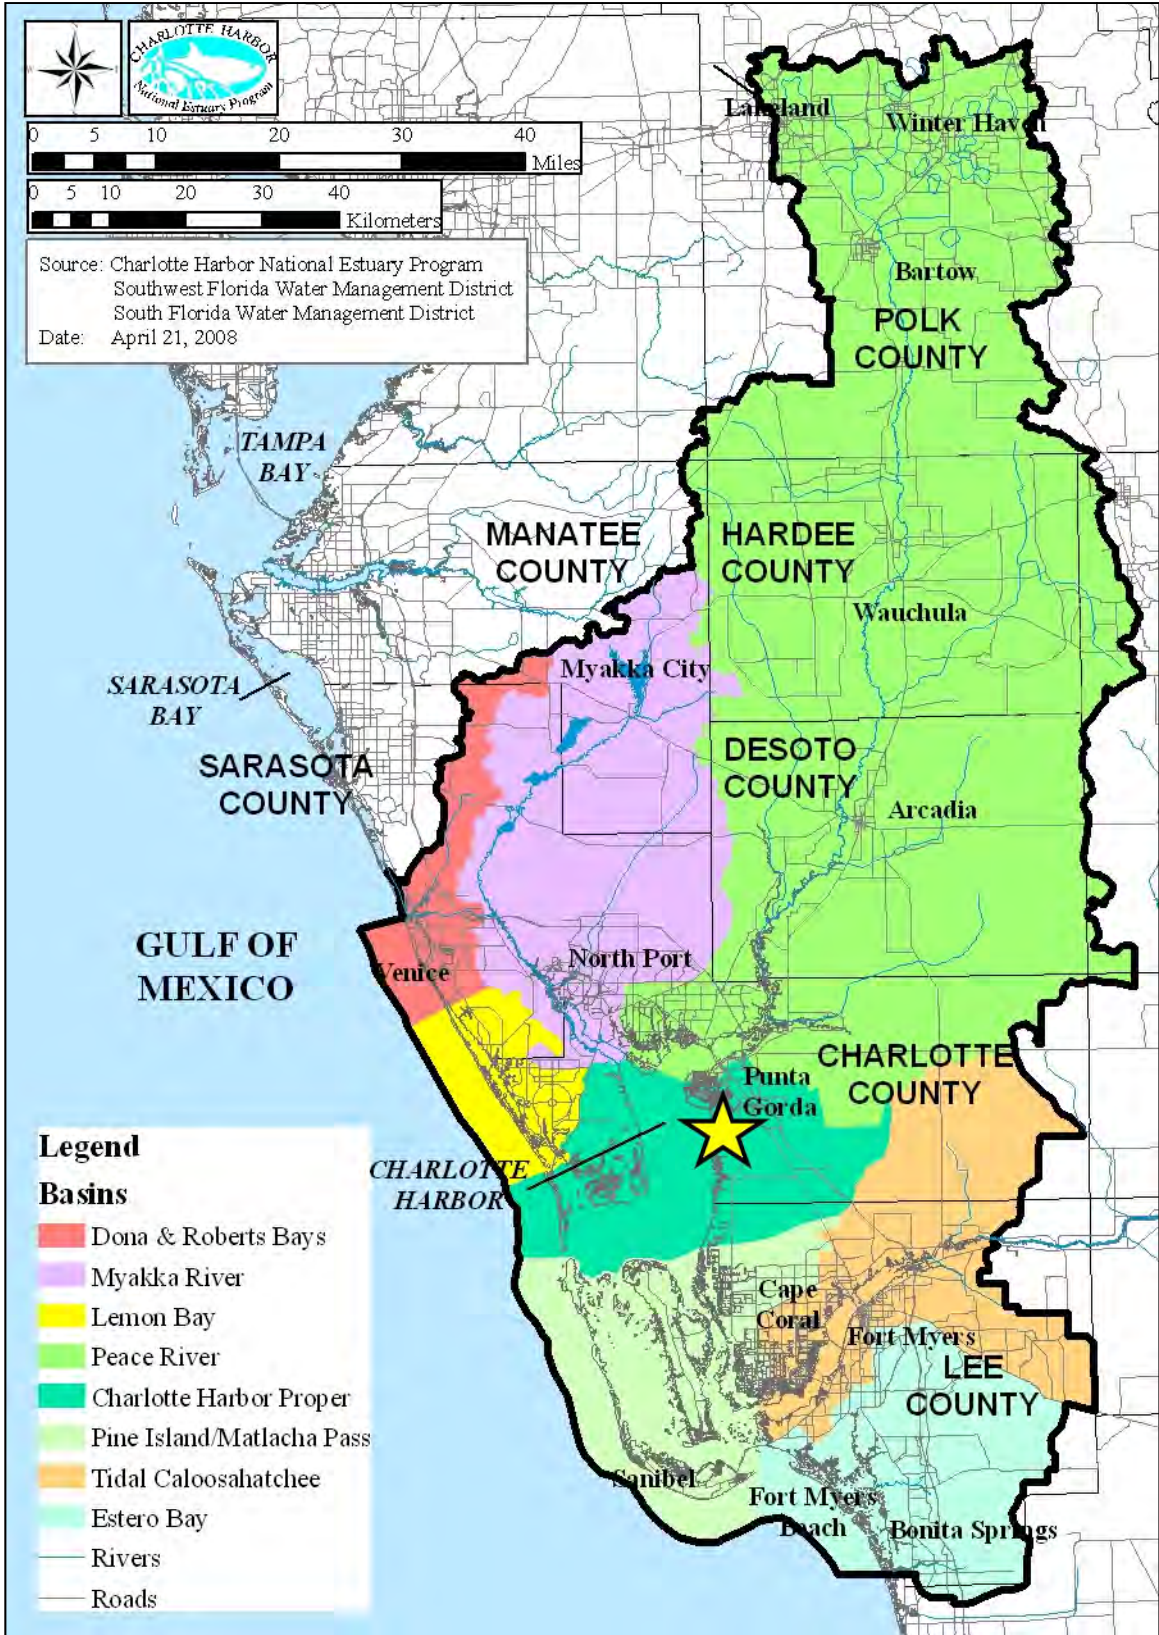 CHARLOTTE HARBOR
National Estuary Program
0 5 10 20 30 40
Miles
0 5 10 20 30 40
Kilometers
Source: Charlotte Harbor National Estuary Program
Southwest Florida Water Management District
South Florida Water Management District
Date: April 21, 2008
Lakeland
Winter Haven
Bartow
POLK
COUNTY
TAMPA
BAY
MANATEE
COUNTY
HARDEE
COUNTY
Wauchula
Myakka City
SARASOTA
BAY
SARASOTA
COUNTY
DESOTO
COUNTY
Arcadia
GULF OF
MEXICO
Venice
North Port
CHARLOTTE
COUNTY
Punta
Gorda
CHARLOTTE
HARBOR
Cape
Coral
Fort Myers
LEE
COUNTY
Sanibel
Fort Myers
Beach
Bonita Springs
Legend
Basins
Dona & Roberts Bays
Myakka River
Lemon Bay
Peace River
Charlotte Harbor Proper
Pine Island/Matlacha Pass
Tidal Caloosahatchee
Estero Bay
Rivers
Roads